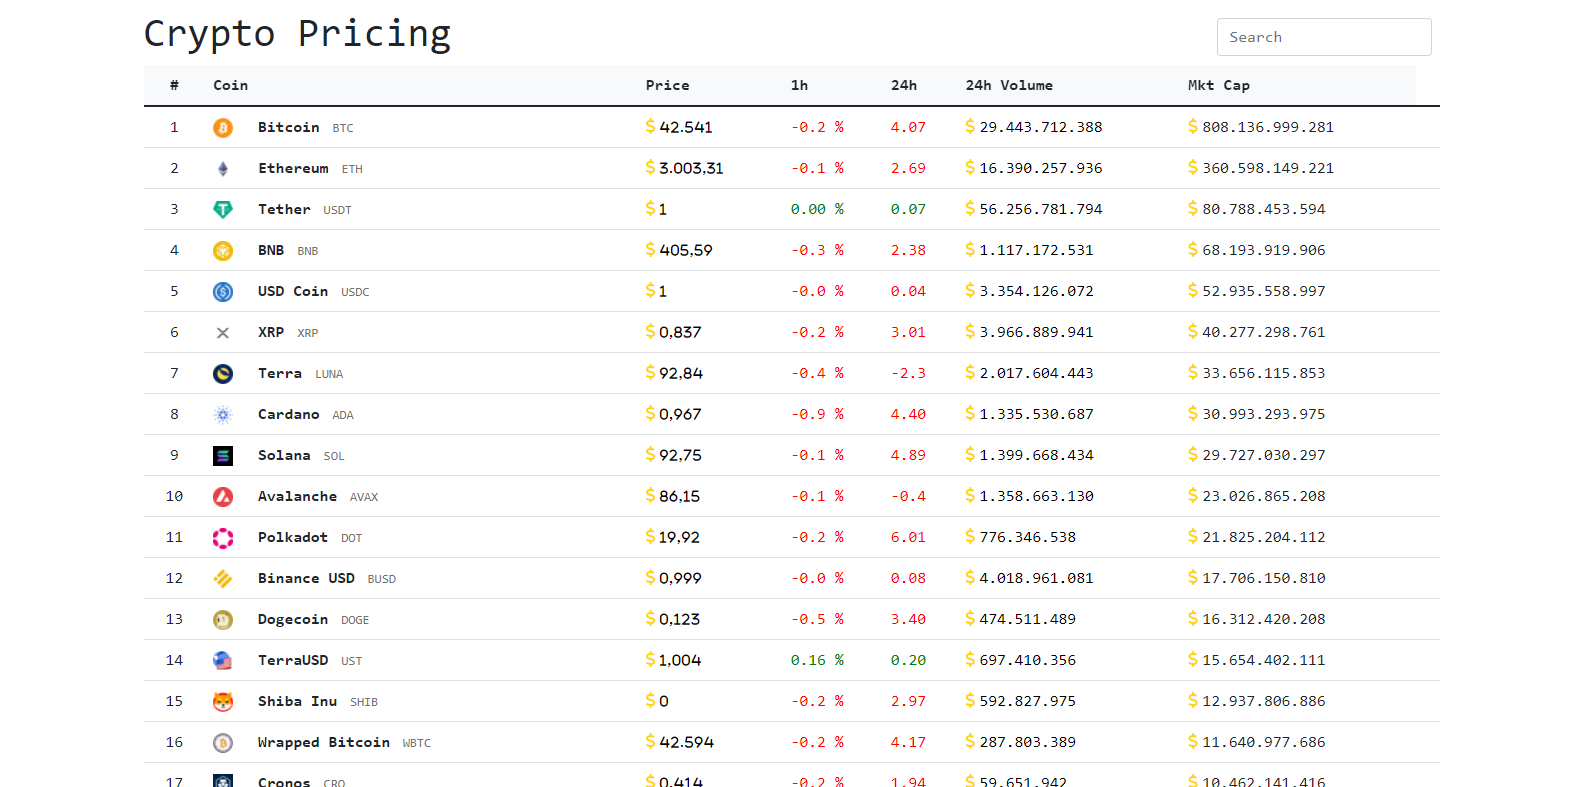 Crypto Pricing
Search
# Coin Price 1h 24h 24h Volume Mkt Cap
1 Bitcoin BTC $ 42.541 -0.2 % 4.07 $ 29.443.712.388 $ 808.136.999.281
2 Ethereum ETH $ 3.003,31 -0.1 % 2.69 $ 16.390.257.936 $ 360.598.149.221
3 Tether USDT $ 1 0.00 % 0.07 $ 56.256.781.794 $ 80.788.453.594
4 BNB BNB $ 405,59 -0.3 % 2.38 $ 1.117.172.531 $ 68.193.919.906
5 USD Coin USDC $ 1 -0.0 % 0.04 $ 3.354.126.072 $ 52.935.558.997
6 XRP XRP $ 0,837 -0.2 % 3.01 $ 3.966.889.941 $ 40.277.298.761
7 Terra LUNA $ 92,84 -0.4 % -2.3 $ 2.017.604.443 $ 33.656.115.853
8 Cardano ADA $ 0,967 -0.9 % 4.40 $ 1.335.530.687 $ 30.993.293.975
9 Solana SOL $ 92,75 -0.1 % 4.89 $ 1.399.668.434 $ 29.727.030.297
10 Avalanche AVAX $ 86,15 -0.1 % -0.4 $ 1.358.663.130 $ 23.026.865.208
11 Polkadot DOT $ 19,92 -0.2 % 6.01 $ 776.346.538 $ 21.825.204.112
12 Binance USD BUSD $ 0,999 -0.0 % 0.08 $ 4.018.961.081 $ 17.706.150.810
13 Dogecoin DOGE $ 0,123 -0.5 % 3.40 $ 474.511.489 $ 16.312.420.208
14 TerraUSD UST $ 1,004 0.16 % 0.20 $ 697.410.356 $ 15.654.402.111
15 Shiba Inu SHIB $ 0 -0.2 % 2.97 $ 592.827.975 $ 12.937.806.886
16 Wrapped Bitcoin WBTC $ 42.594 -0.2 % 4.17 $ 287.803.389 $ 11.640.977.686
17 Cronos CRO $ 0,414 -0.2 % 1.94 $ 59.651.942 $ 10.462.141.416